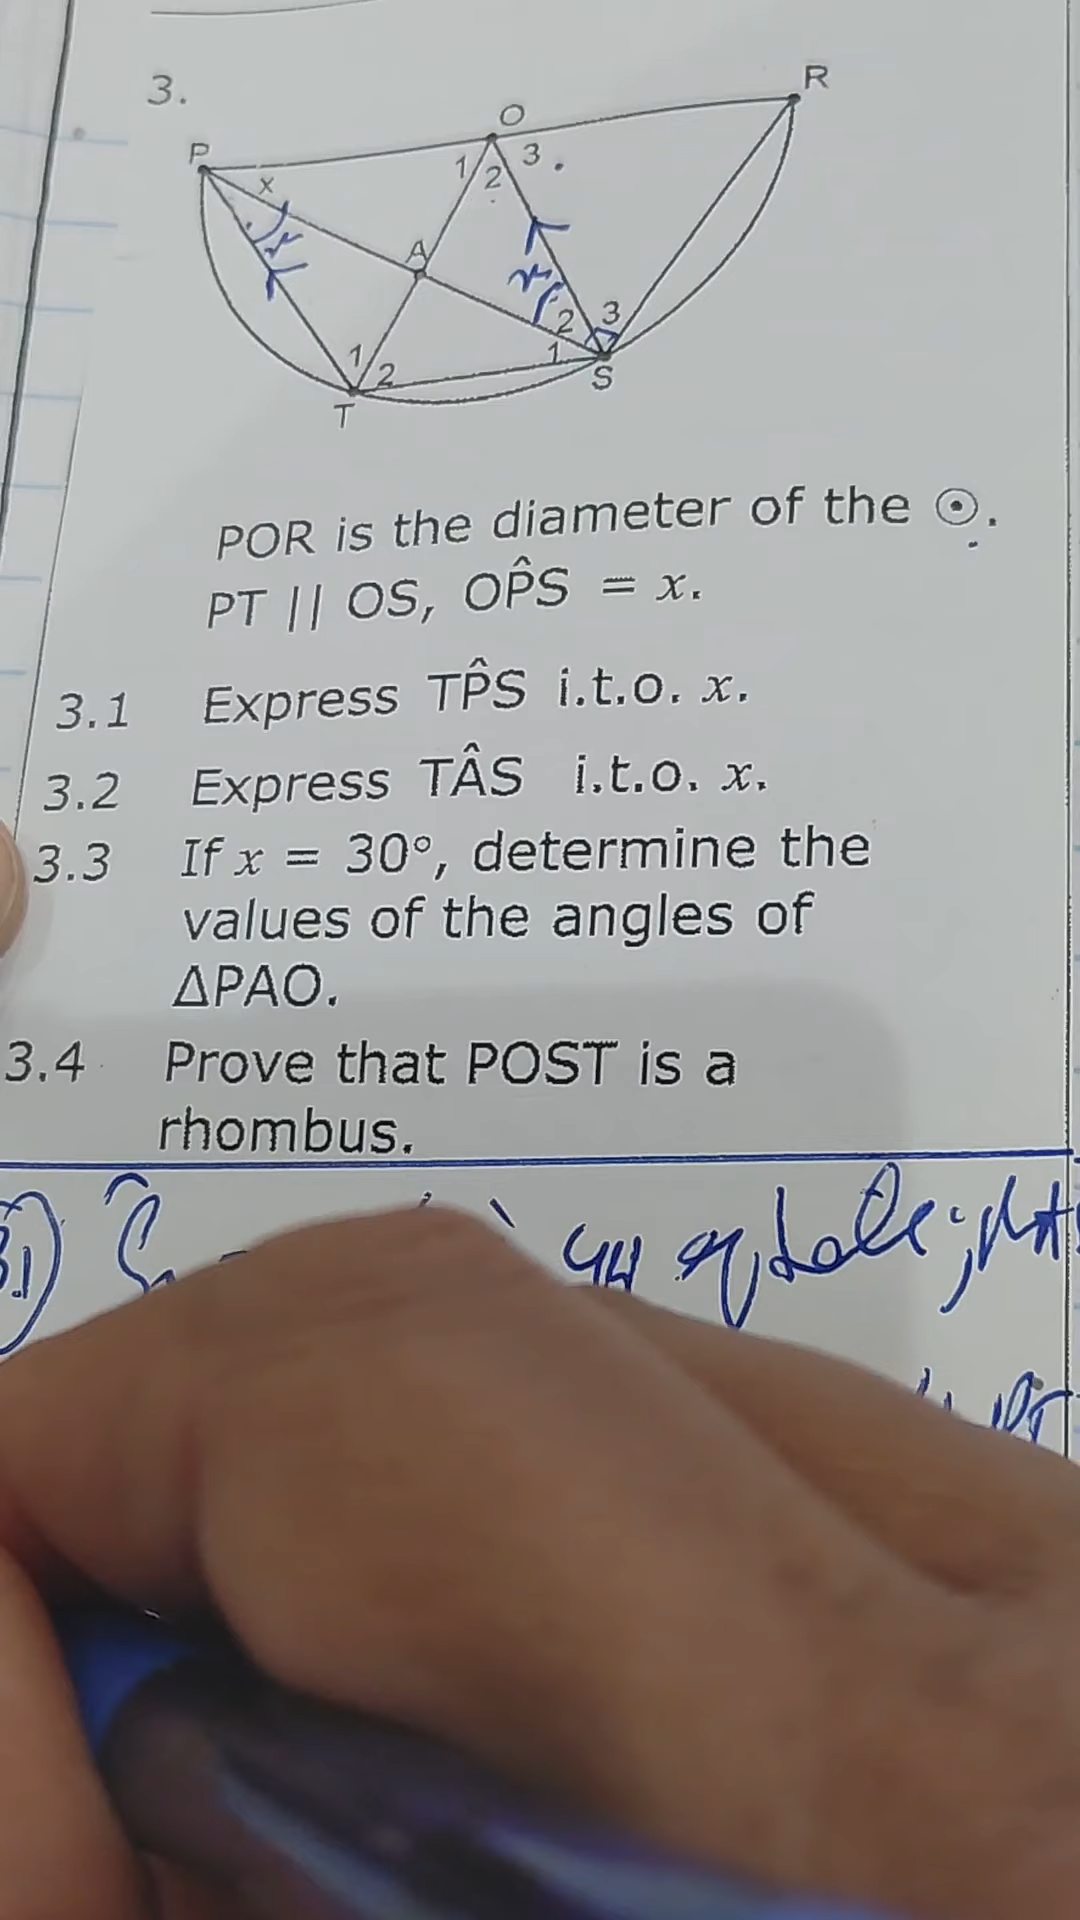 3.
R
O
P
x
1
2
3
.
A
x
x
2
3
1
S
1
2
T
POR is the diameter of the ⊙.
PT || OS, OP̂S = x.
3.1 Express TP̂S i.t.o. x.
3.2 Express TÂS i.t.o. x.
3.3 If x = 30°, determine the
values of the angles of
ΔPAO.
3.4 Prove that POST is a
rhombus.